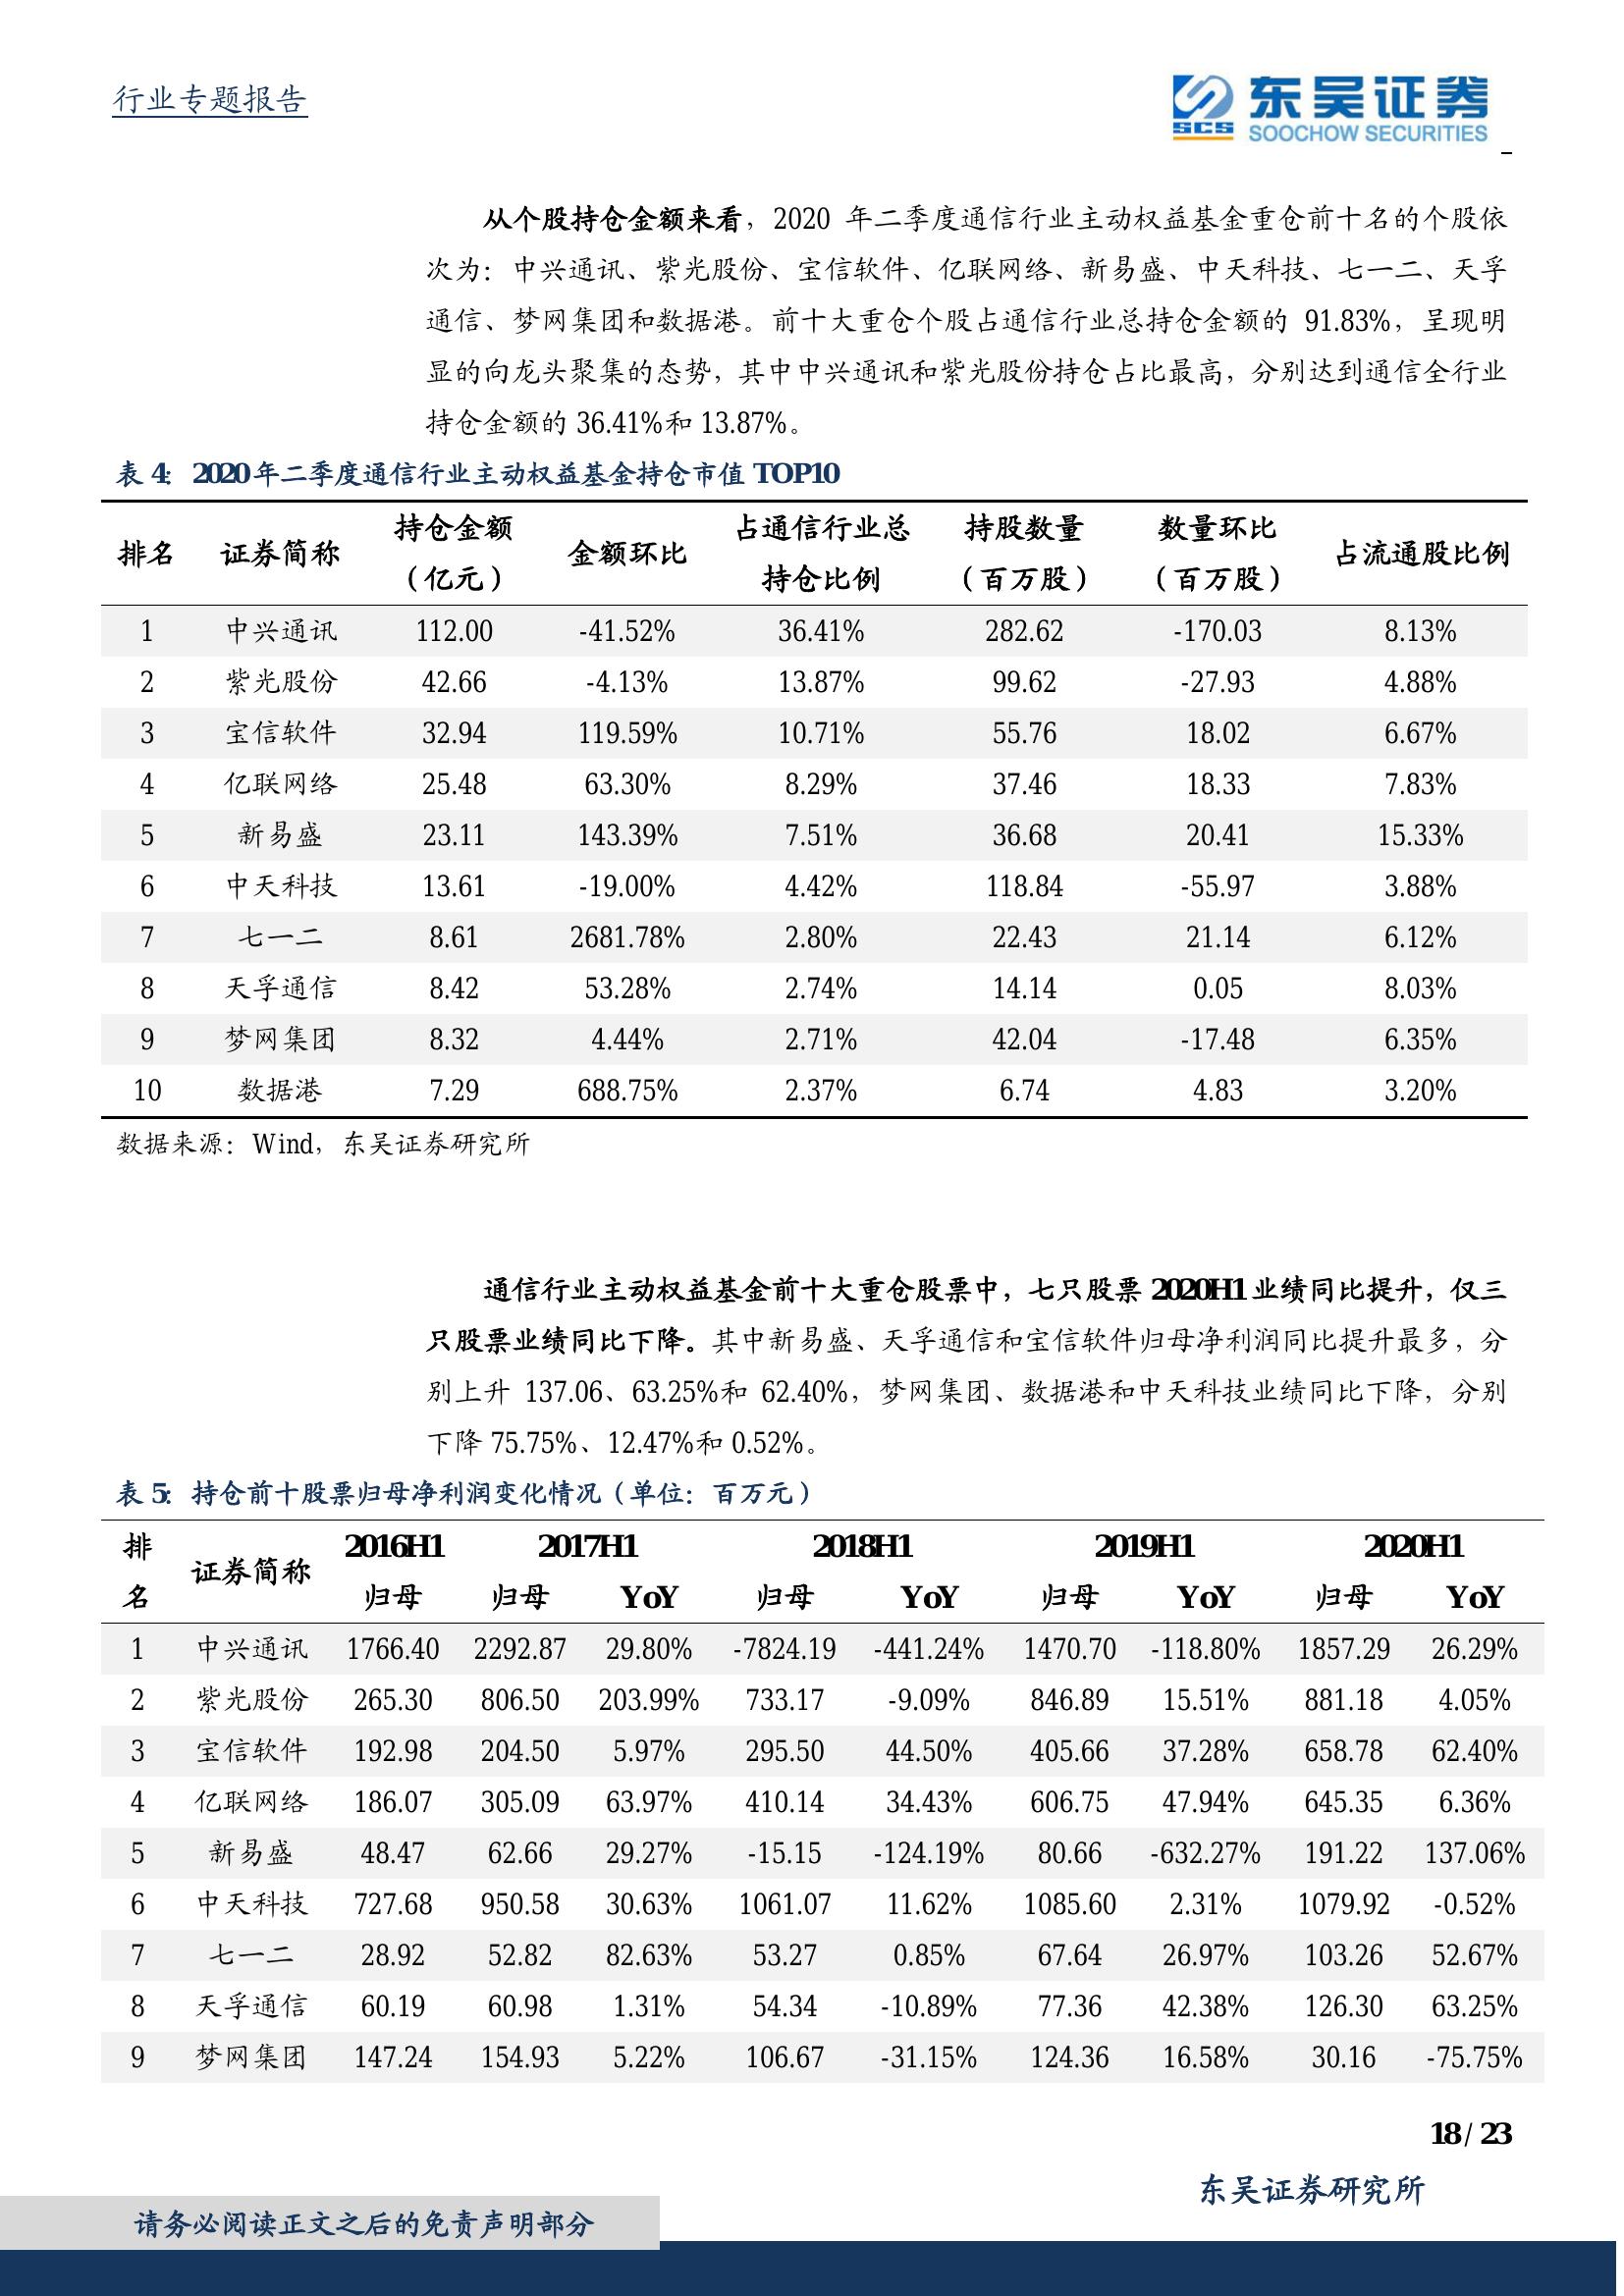 行业专题报告
东吴证券
SCS
SOOCHOW SECURITIES
从个股持仓金额来看，2020 年二季度通信行业主动权益基金重仓前十名的个股依
次为：中兴通讯、紫光股份、宝信软件、亿联网络、新易盛、中天科技、七一二、天孚
通信、梦网集团和数据港。前十大重仓个股占通信行业总持仓金额的 91.83%，呈现明
显的向龙头聚集的态势，其中中兴通讯和紫光股份持仓占比最高，分别达到通信全行业
持仓金额的 36.41%和 13.87%。
表 4：2020 年二季度通信行业主动权益基金持仓市值 TOP10
排名 证券简称 持仓金额（亿元） 金额环比 占通信行业总持仓比例 持股数量（百万股） 数量环比（百万股） 占流通股比例
1 中兴通讯 112.00 -41.52% 36.41% 282.62 -170.03 8.13%
2 紫光股份 42.66 -4.13% 13.87% 99.62 -27.93 4.88%
3 宝信软件 32.94 119.59% 10.71% 55.76 18.02 6.67%
4 亿联网络 25.48 63.30% 8.29% 37.46 18.33 7.83%
5 新易盛 23.11 143.39% 7.51% 36.68 20.41 15.33%
6 中天科技 13.61 -19.00% 4.42% 118.84 -55.97 3.88%
7 七一二 8.61 2681.78% 2.80% 22.43 21.14 6.12%
8 天孚通信 8.42 53.28% 2.74% 14.14 0.05 8.03%
9 梦网集团 8.32 4.44% 2.71% 42.04 -17.48 6.35%
10 数据港 7.29 688.75% 2.37% 6.74 4.83 3.20%
数据来源：Wind，东吴证券研究所
通信行业主动权益基金前十大重仓股票中，七只股票 2020H1 业绩同比提升，仅三
只股票业绩同比下降。其中新易盛、天孚通信和宝信软件归母净利润同比提升最多，分
别上升 137.06、63.25%和 62.40%，梦网集团、数据港和中天科技业绩同比下降，分别
下降 75.75%、12.47%和 0.52%。
表 5：持仓前十股票归母净利润变化情况（单位：百万元）
排名 证券简称 2016H1 2017H1 2018H1 2019H1 2020H1
归母 归母 YoY 归母 YoY 归母 YoY 归母 YoY
1 中兴通讯 1766.40 2292.87 29.80% -7824.19 -441.24% 1470.70 -118.80% 1857.29 26.29%
2 紫光股份 265.30 806.50 203.99% 733.17 -9.09% 846.89 15.51% 881.18 4.05%
3 宝信软件 192.98 204.50 5.97% 295.50 44.50% 405.66 37.28% 658.78 62.40%
4 亿联网络 186.07 305.09 63.97% 410.14 34.43% 606.75 47.94% 645.35 6.36%
5 新易盛 48.47 62.66 29.27% -15.15 -124.19% 80.66 -632.27% 191.22 137.06%
6 中天科技 727.68 950.58 30.63% 1061.07 11.62% 1085.60 2.31% 1079.92 -0.52%
7 七一二 28.92 52.82 82.63% 53.27 0.85% 67.64 26.97% 103.26 52.67%
8 天孚通信 60.19 60.98 1.31% 54.34 -10.89% 77.36 42.38% 126.30 63.25%
9 梦网集团 147.24 154.93 5.22% 106.67 -31.15% 124.36 16.58% 30.16 -75.75%
18 / 23
东吴证券研究所
请务必阅读正文之后的免责声明部分